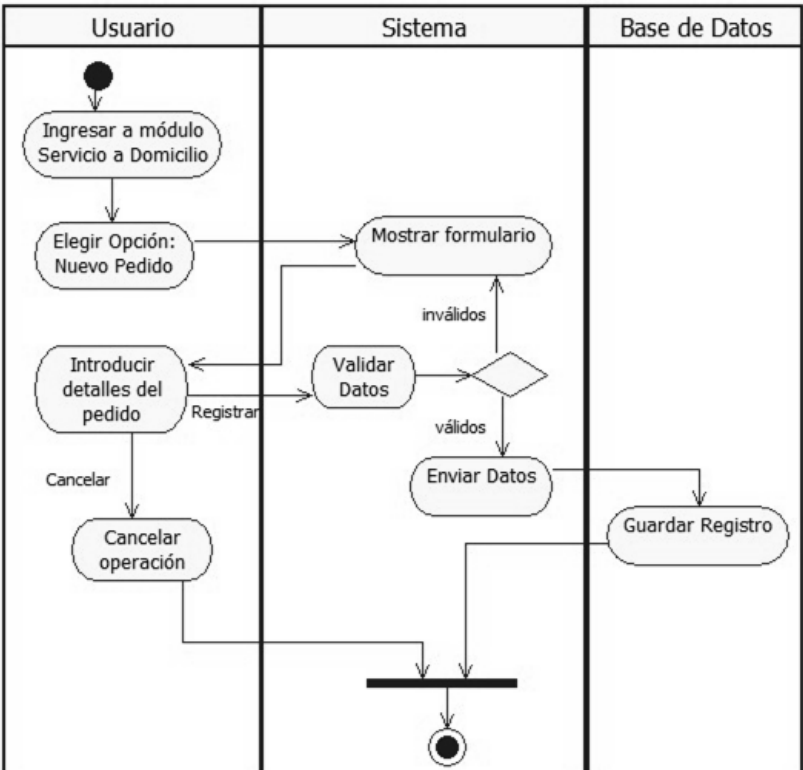 Usuario
Sistema
Base de Datos
Ingresar a módulo
Servicio a Domicilio
Elegir Opción:
Nuevo Pedido
Mostrar formulario
inválidos
Introducir
detalles del
pedido
Registrar
Validar
Datos
válidos
Cancelar
Enviar Datos
Cancelar
operación
Guardar Registro